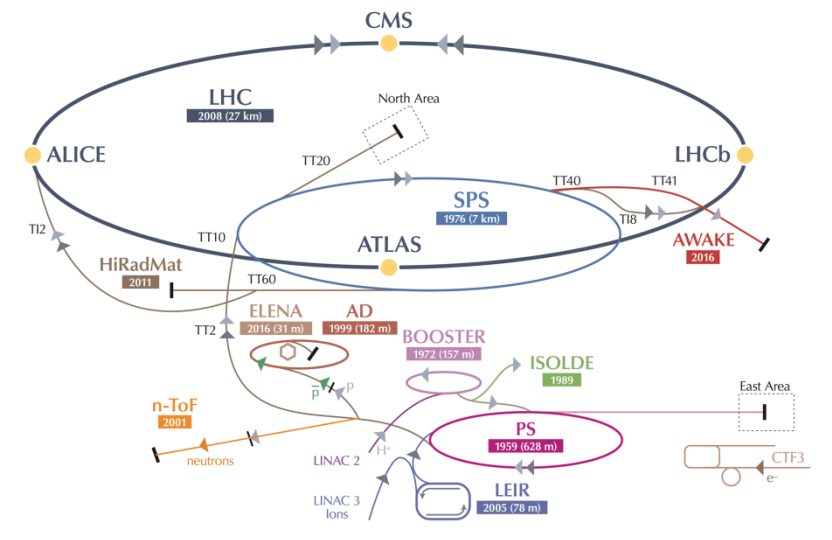 CMS
LHC
2008 (27 km)
North Area
ALICE
LHCb
TT20
TT40
TT41
SPS
1976 (7 km)
TI8
TI2
TT10
ATLAS
AWAKE
2016
HiRadMat
2011
TT60
ELENA
2016 (31 m)
AD
1999 (182 m)
TT2
BOOSTER
1972 (157 m)
ISOLDE
1989
p̅
p
East Area
n-ToF
2001
neutrons
PS
1959 (628 m)
H⁺
LINAC 2
CTF3
e⁻
LEIR
2005 (78 m)
LINAC 3
Ions